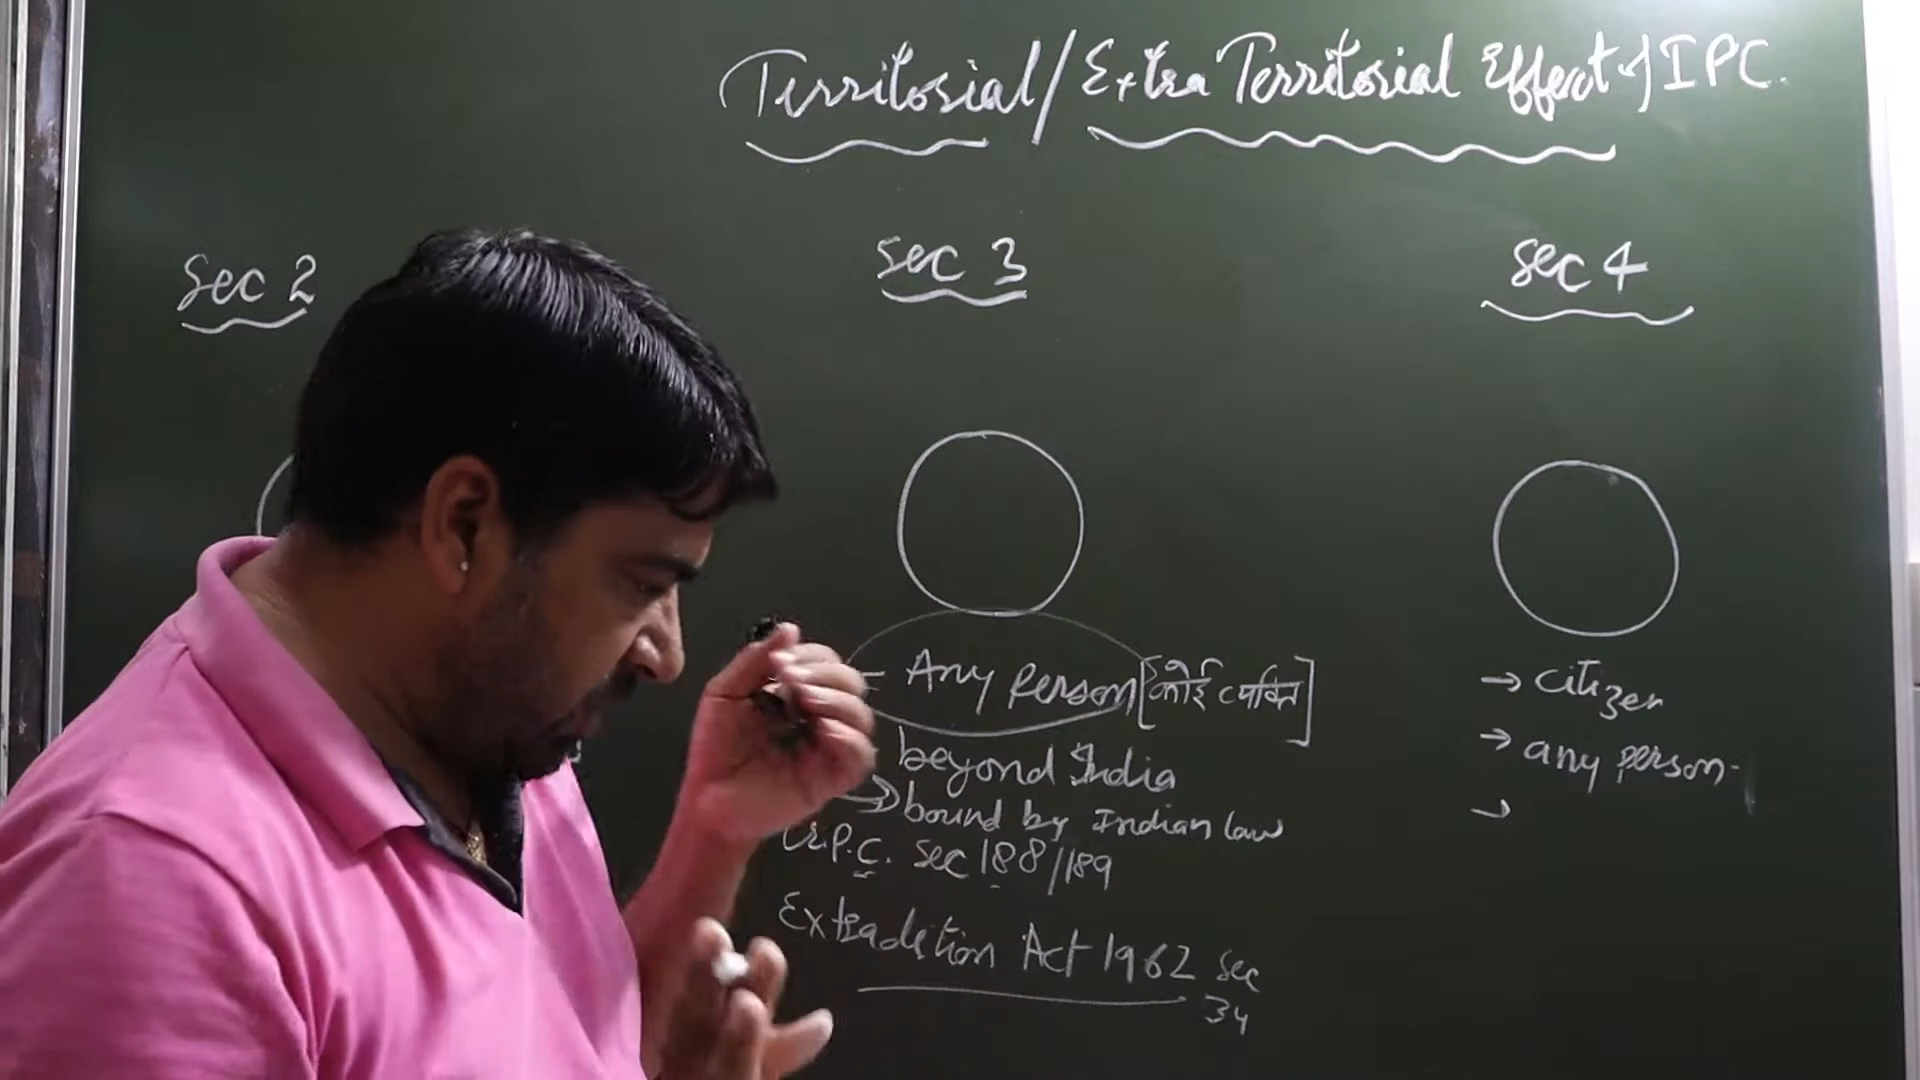 Territorial/Extra Territorial Effect of IPC.
Sec 2
Sec 3
Sec 4
Any person [कोई व्यक्ति]
beyond India
→ bound by Indian law
Cr.P.C. Sec 188/189
Extradition Act 1962 Sec
34
→ citizen
→ any person-
→